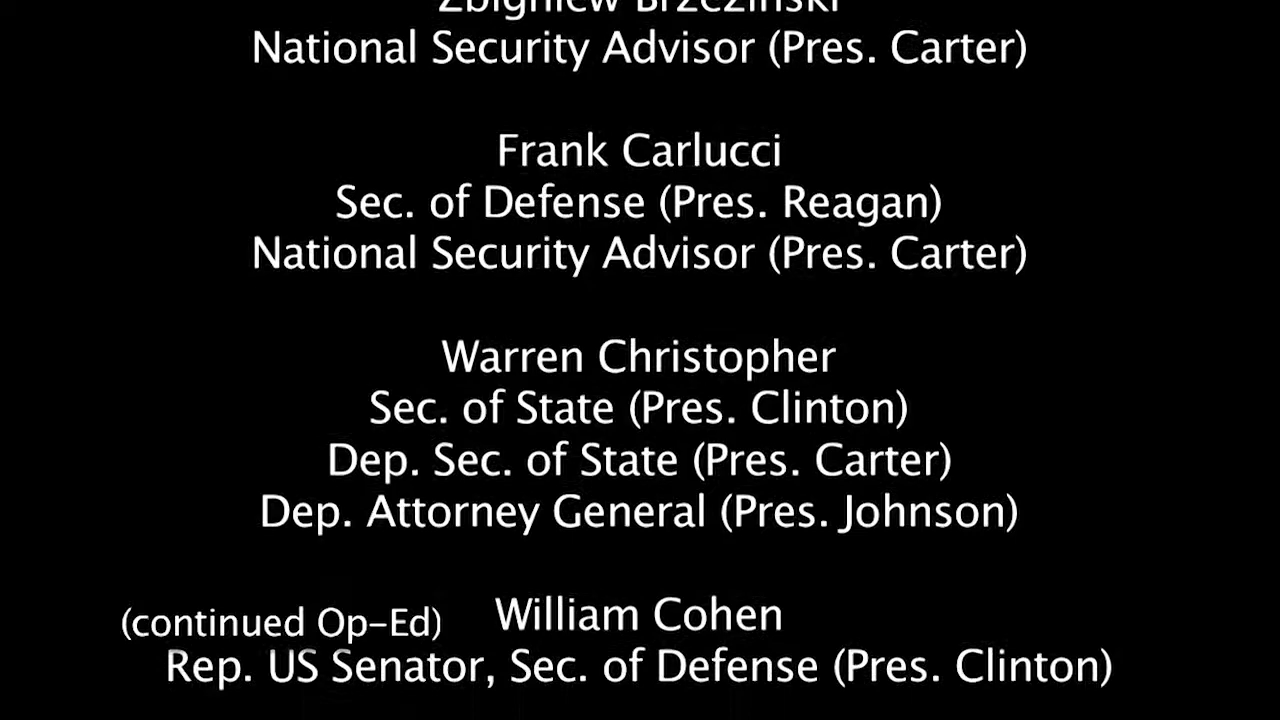 Zbigniew Brzezinski
National Security Advisor (Pres. Carter)
Frank Carlucci
Sec. of Defense (Pres. Reagan)
National Security Advisor (Pres. Carter)
Warren Christopher
Sec. of State (Pres. Clinton)
Dep. Sec. of State (Pres. Carter)
Dep. Attorney General (Pres. Johnson)
(continued Op-Ed) William Cohen
Rep. US Senator, Sec. of Defense (Pres. Clinton)